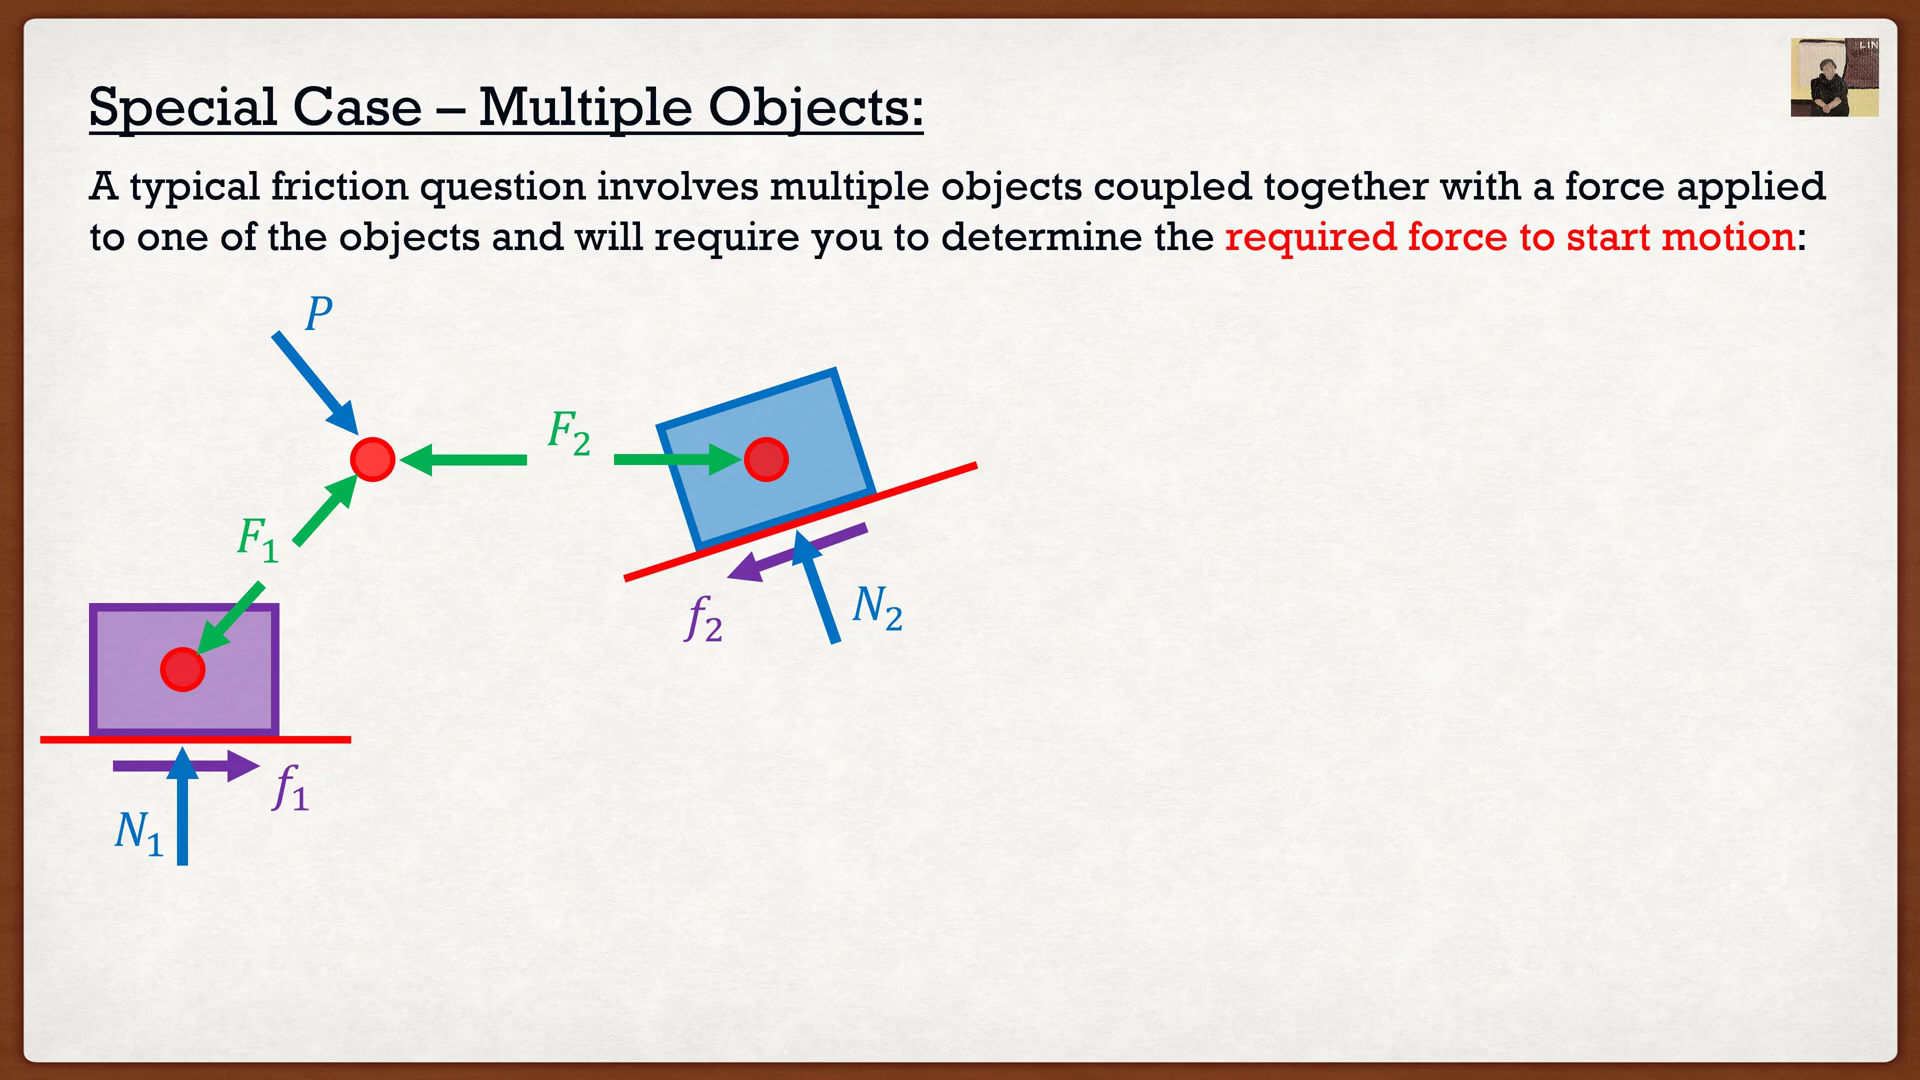 LIN
Special Case – Multiple Objects:
A typical friction question involves multiple objects coupled together with a force applied
to one of the objects and will require you to determine the required force to start motion:
P
F₂
F₁
f₂
N₂
f₁
N₁